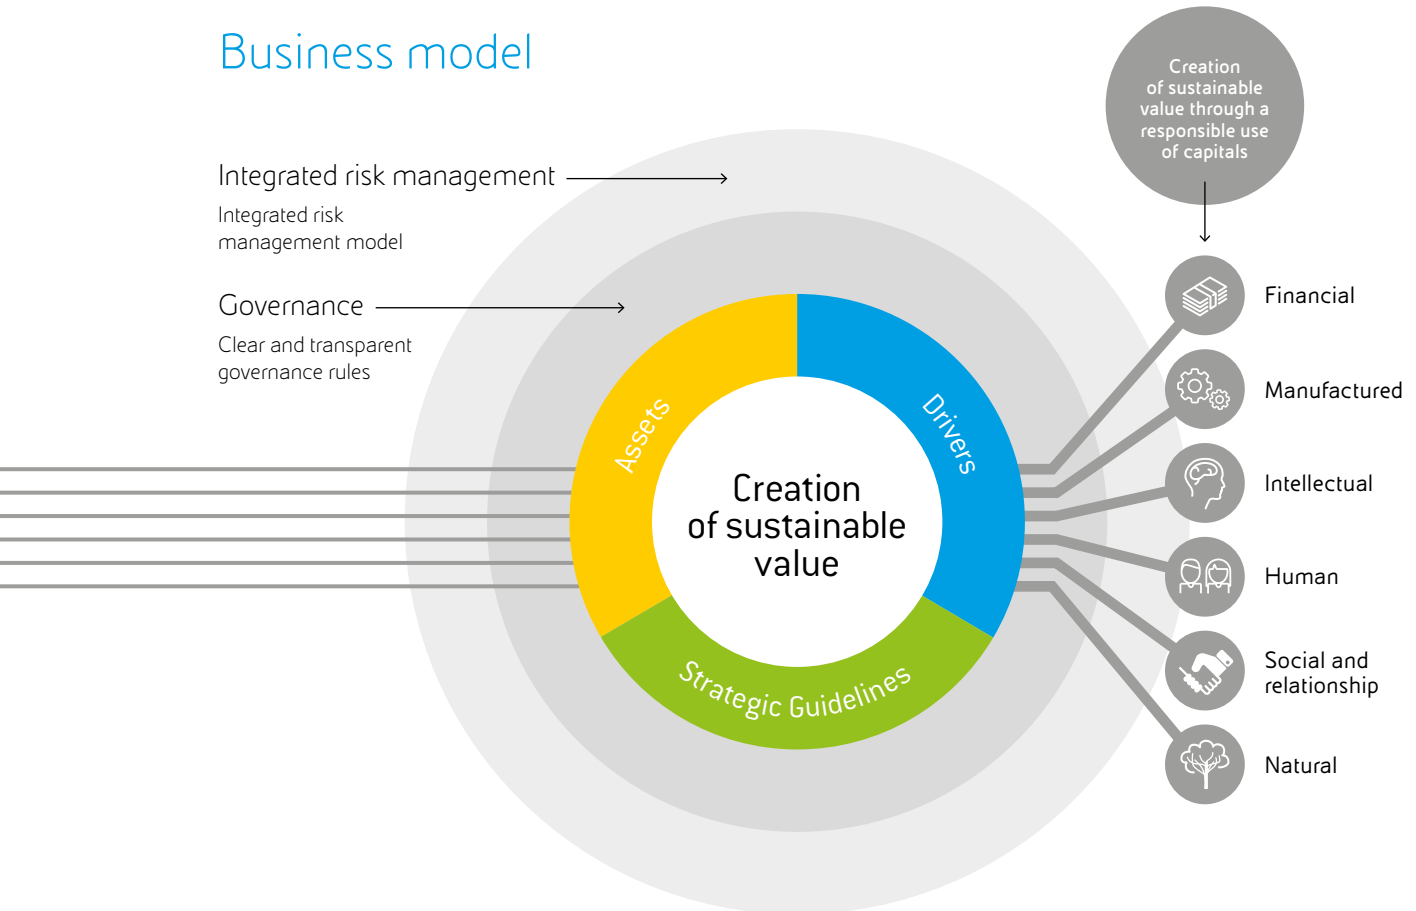 Business model
Creation
of sustainable
value through a
responsible use
of capitals
Integrated risk management
Integrated risk
management model
Governance
Clear and transparent
governance rules
Assets
Drivers
Strategic Guidelines
Creation
of sustainable
value
Financial
Manufactured
Intellectual
Human
Social and
relationship
Natural